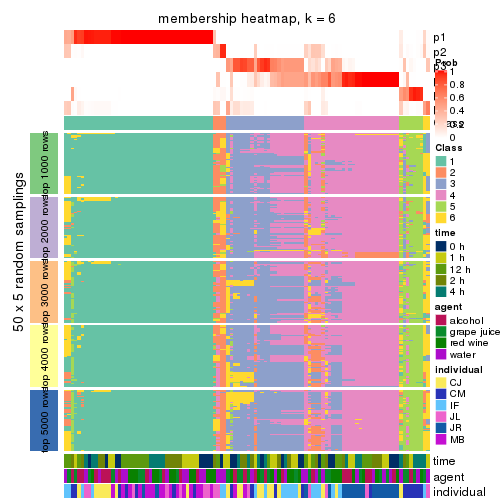 membership heatmap, k = 6
p1
p2
p3
Prob
1
0.8
0.6
0.4
0.2
0
Class
1
2
3
4
5
6
time
0 h
1 h
12 h
2 h
4 h
agent
alcohol
grape juice
red wine
water
individual
CJ
CM
IF
JL
JR
MB
50 x 5 random samplings
top 1000 rows
top 2000 rows
top 3000 rows
top 4000 rows
top 5000 rows
time
agent
individual